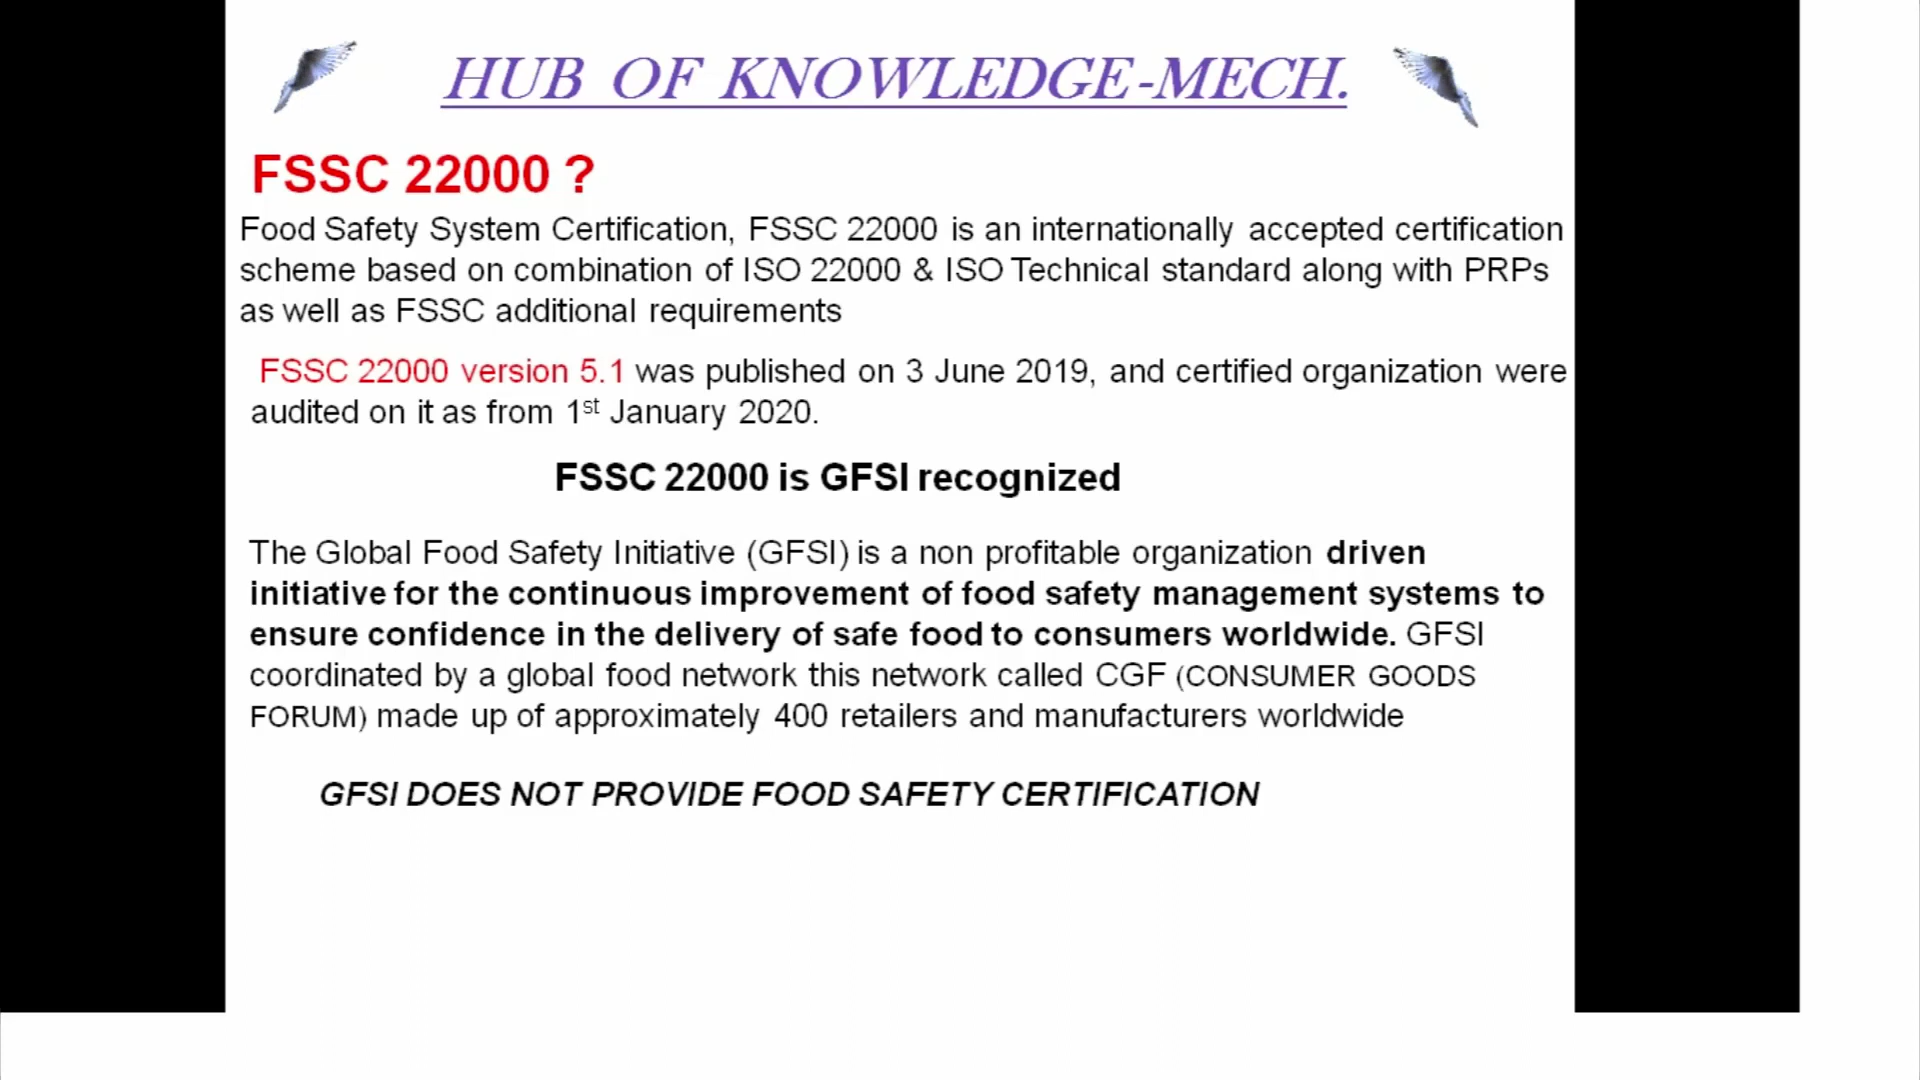 HUB OF KNOWLEDGE-MECH.
FSSC 22000 ?
Food Safety System Certification, FSSC 22000 is an internationally accepted certification
scheme based on combination of ISO 22000 & ISO Technical standard along with PRPs
as well as FSSC additional requirements
FSSC 22000 version 5.1 was published on 3 June 2019, and certified organization were
audited on it as from 1st January 2020.
FSSC 22000 is GFSI recognized
The Global Food Safety Initiative (GFSI) is a non profitable organization driven
initiative for the continuous improvement of food safety management systems to
ensure confidence in the delivery of safe food to consumers worldwide. GFSI
coordinated by a global food network this network called CGF (CONSUMER GOODS
FORUM) made up of approximately 400 retailers and manufacturers worldwide
GFSI DOES NOT PROVIDE FOOD SAFETY CERTIFICATION